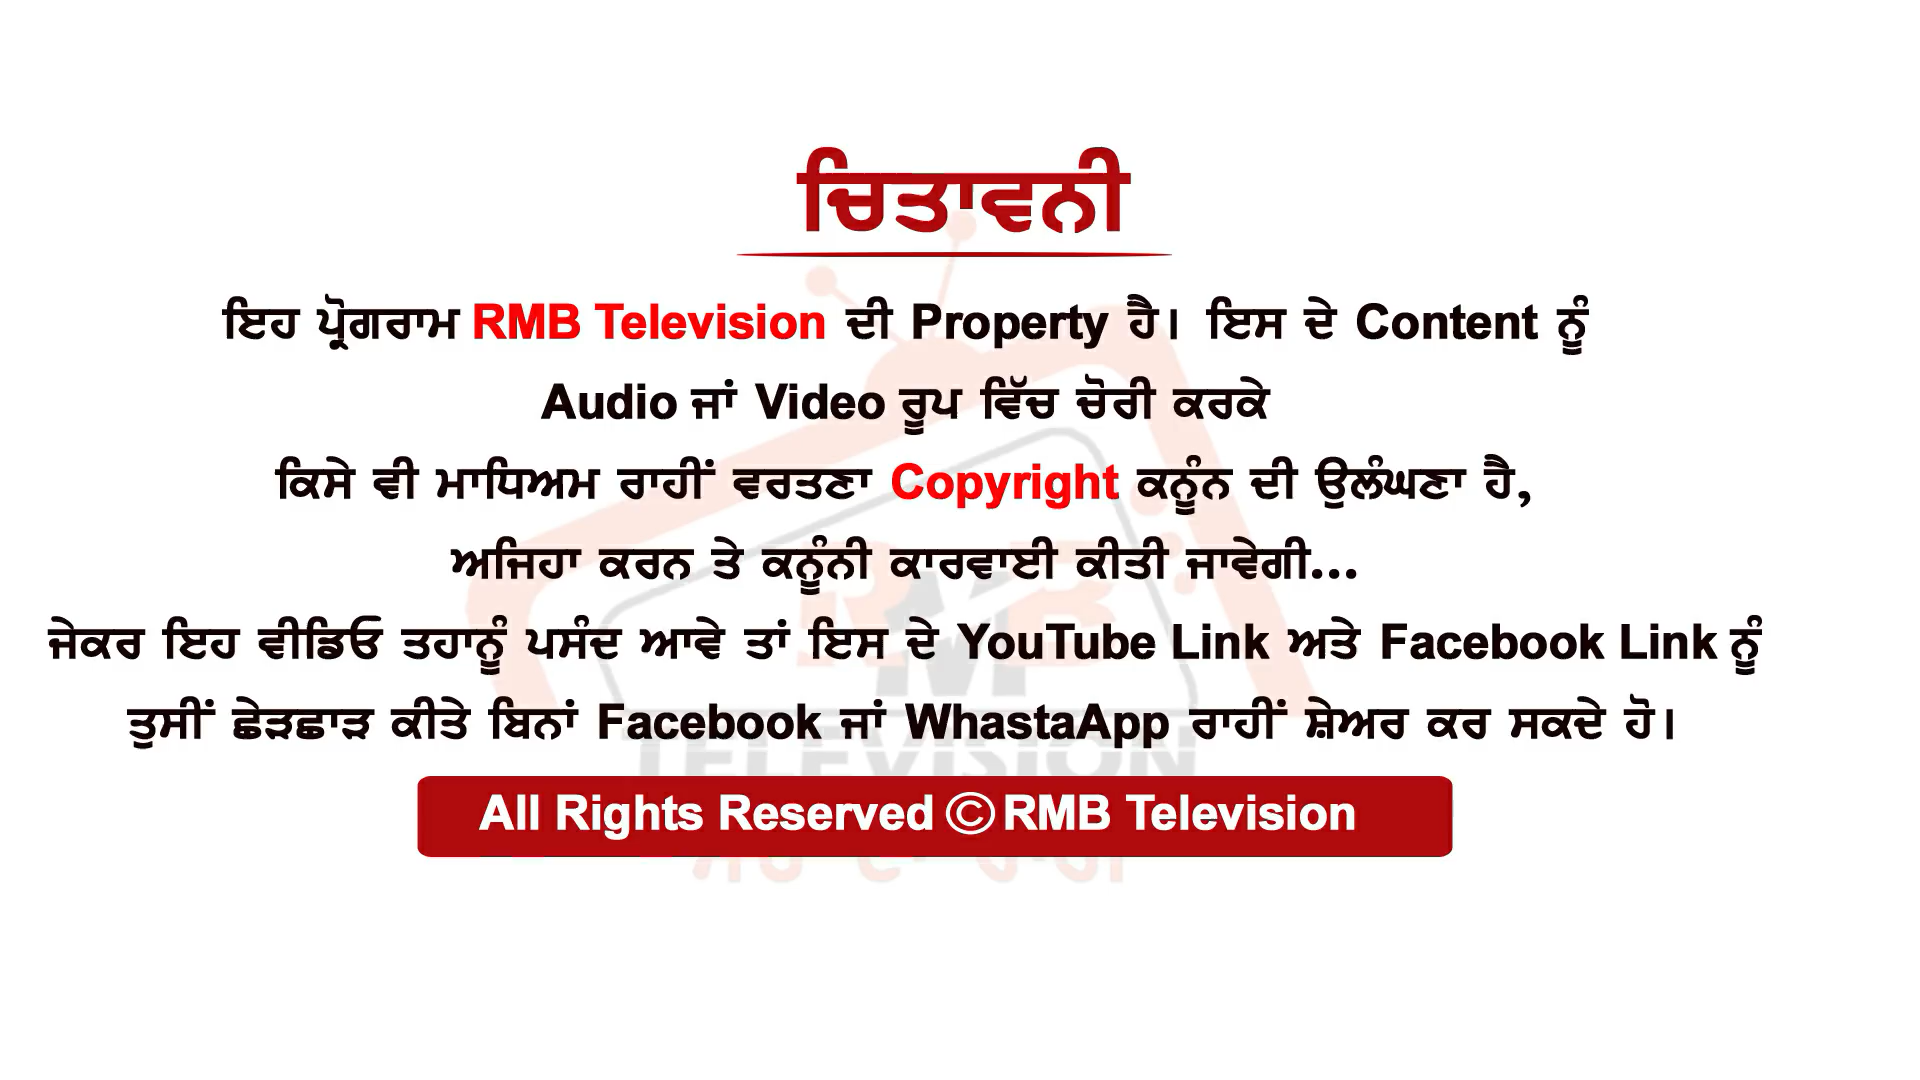 ਚਿਤਾਵਨੀ
ਇਹ ਪ੍ਰੋਗਰਾਮ RMB Television ਦੀ Property ਹੈ। ਇਸ ਦੇ Content ਨੂੰ
Audio ਜਾਂ Video ਰੂਪ ਵਿੱਚ ਚੋਰੀ ਕਰਕੇ
ਕਿਸੇ ਵੀ ਮਾਧਿਅਮ ਰਾਹੀਂ ਵਰਤਣਾ Copyright ਕਨੂੰਨ ਦੀ ਉਲੰਘਣਾ ਹੈ,
ਅਜਿਹਾ ਕਰਨ ਤੇ ਕਨੂੰਨੀ ਕਾਰਵਾਈ ਕੀਤੀ ਜਾਵੇਗੀ...
ਜੇਕਰ ਇਹ ਵੀਡਿਓ ਤਹਾਨੂੰ ਪਸੰਦ ਆਵੇ ਤਾਂ ਇਸ ਦੇ YouTube Link ਅਤੇ Facebook Link ਨੂੰ
ਤੁਸੀਂ ਛੇੜਛਾੜ ਕੀਤੇ ਬਿਨਾਂ Facebook ਜਾਂ WhastaApp ਰਾਹੀਂ ਸ਼ੇਅਰ ਕਰ ਸਕਦੇ ਹੋ।
RMB
TELEVISION
All Rights Reserved © RMB Television